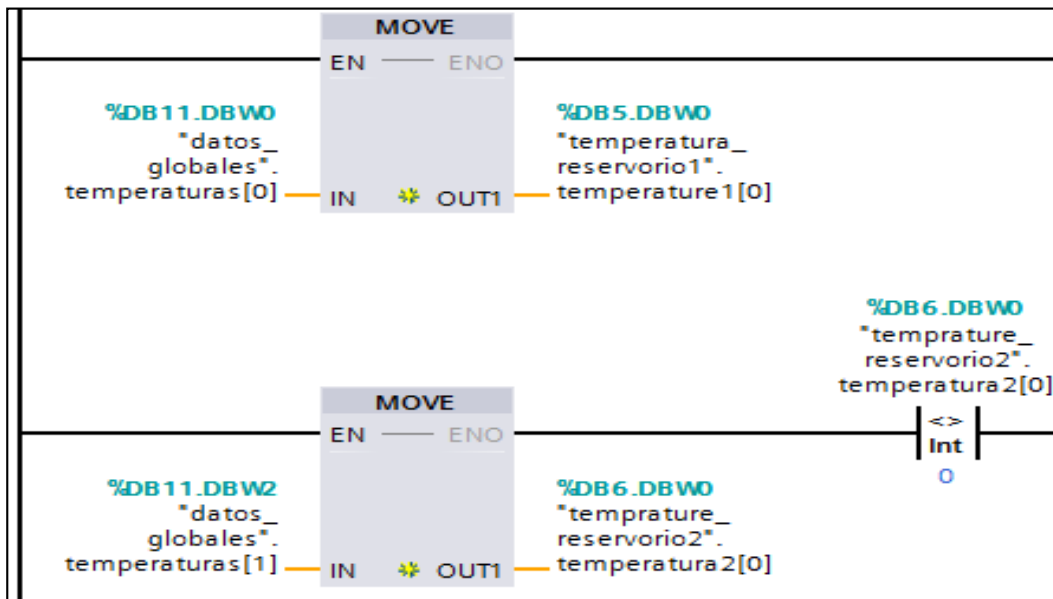 MOVE
EN ENO
%DB11.DBW0
"datos_
globales".
temperaturas[0]
IN OUT1
%DB5.DBW0
"temperatura_
reservorio1".
temperature1[0]
%DB6.DBW0
"temprature_
reservorio2".
temperatura2[0]
<>
Int
0
MOVE
EN ENO
%DB11.DBW2
"datos_
globales".
temperaturas[1]
IN OUT1
%DB6.DBW0
"temprature_
reservorio2".
temperatura2[0]